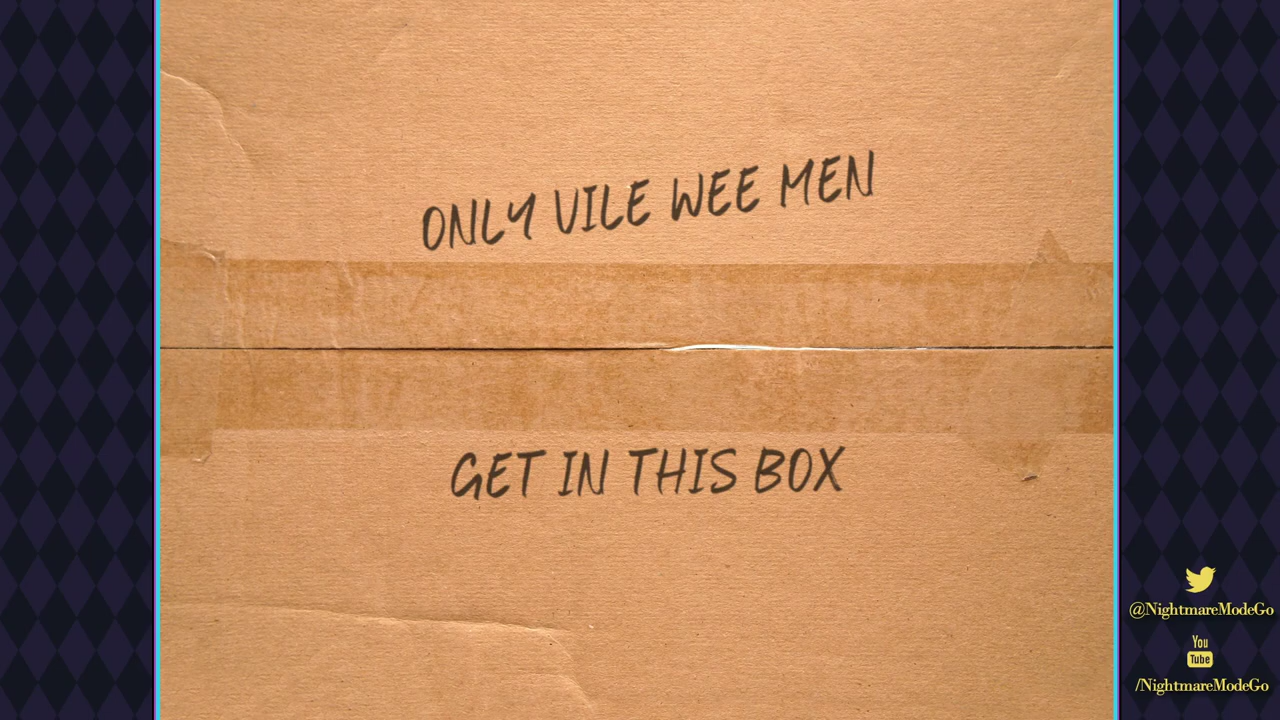 ONLY VILE WEE MEN
GET IN THIS BOX
@NightmareModeGo
You
Tube
/NightmareModeGo